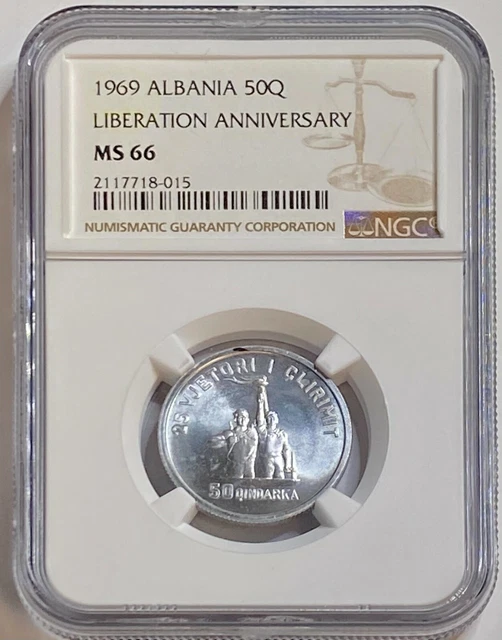 1969 ALBANIA 50Q
LIBERATION ANNIVERSARY
MS 66
2117718-015
NUMISMATIC GUARANTY CORPORATION
NGC
25 VJETORI I ÇLIRIMIT
50 QINDARKA